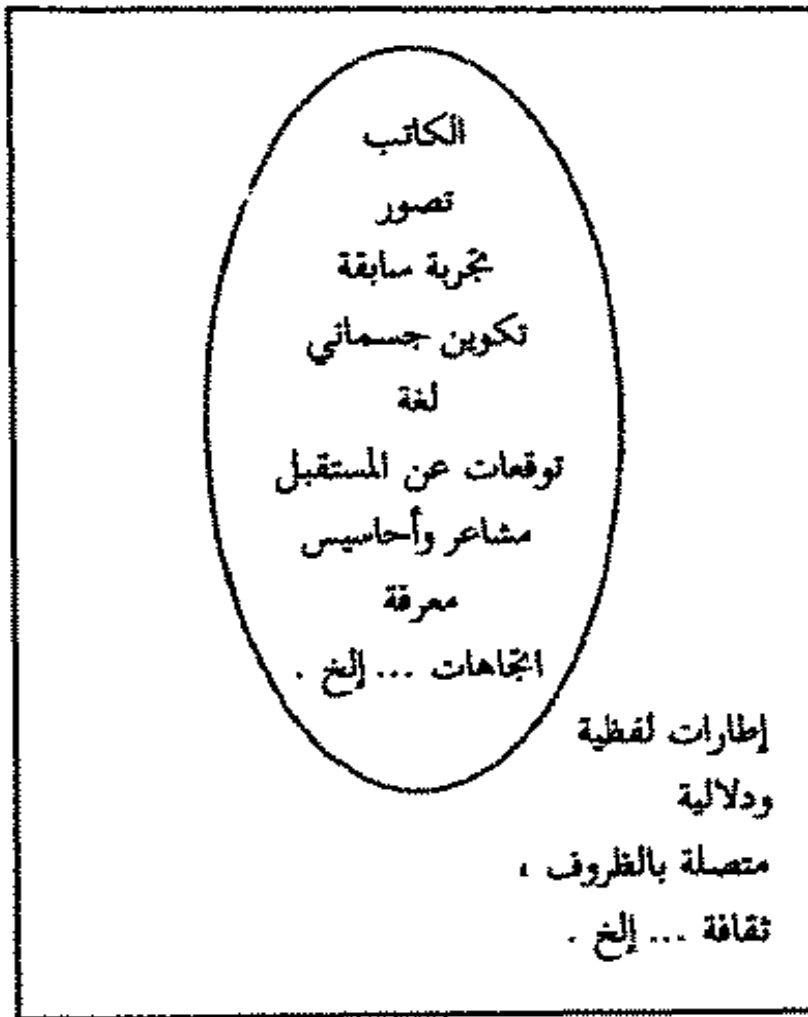 الكاتب
تصور
تجربة سابقة
تكوين جسماني
لغة
توقعات عن المستقبل
مشاعر وأحاسيس
معرفة
اتجاهات ... إلخ .
إطارات لفظية
ودلالية
متصلة بالظروف ،
ثقافة ... إلخ .